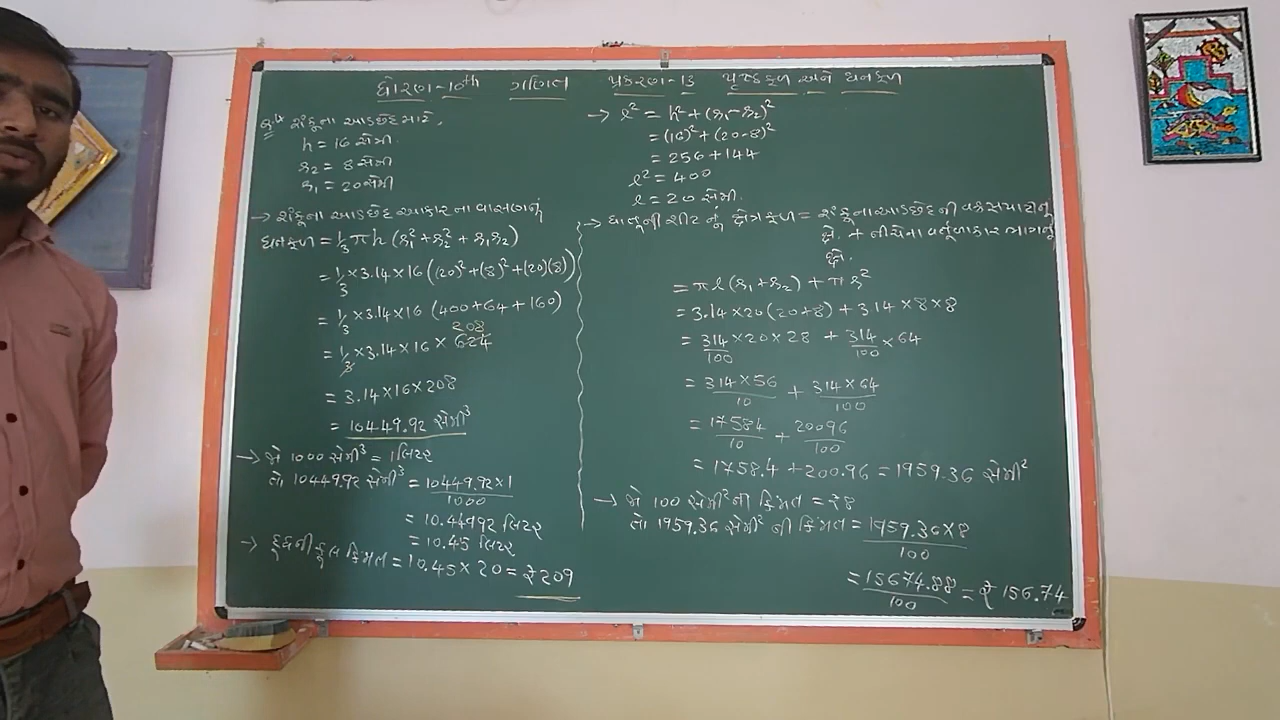 ધોરણ-10th ગણિત પ્રકરણ-13 પૃષ્ઠફળ અને ઘનફળ
પ્ર.4 શંકુના આડછેદ માટે,
h = 16 સેમી.
r₂ = 8 સેમી
r₁ = 20 સેમી
→ શંકુના આડછેદ આકારના વાસણનું
ઘનફળ = 1/3 πh (r₁² + r₂² + r₁r₂)
= 1/3 × 3.14 × 16 ((20)² + (8)² + (20)(8))
= 1/3 × 3.14 × 16 (400 + 64 + 160)
208
= 1/3 × 3.14 × 16 × 624
= 3.14 × 16 × 208
= 10449.92 સેમી³
→ જો 1000 સેમી³ = 1 લિટર
તો 10449.92 સેમી³ = 10449.92 × 1 / 1000
= 10.44992 લિટર
= 10.45 લિટર
→ દૂધની કુલ કિંમત = 10.45 × 20 = ₹ 209
→ l² = h² + (r₁ - r₂)²
= (16)² + (20-8)²
= 256 + 144
l² = 400
l = 20 સેમી.
→ ધાતુની શીટ નું ક્ષેત્રફળ = શંકુના આડછેદની વક્રસપાટીનું
ક્ષે. + નીચેના વર્તુળાકાર ભાગનું
ક્ષે.
= πl (r₁ + r₂) + πr²
= 3.14 × 20 (20+8) + 3.14 × 8 × 8
= 314/100 × 20 × 28 + 314/100 × 64
= 314 × 56 / 10 + 314 × 64 / 100
= 17584/10 + 20096/100
= 1758.4 + 200.96 = 1959.36 સેમી²
→ જો 100 સેમી² ની કિંમત = ₹ 8
તો 1959.36 સેમી² ની કિંમત = 1959.36 × 8 / 100
= 15674.88/100 = ₹ 156.74